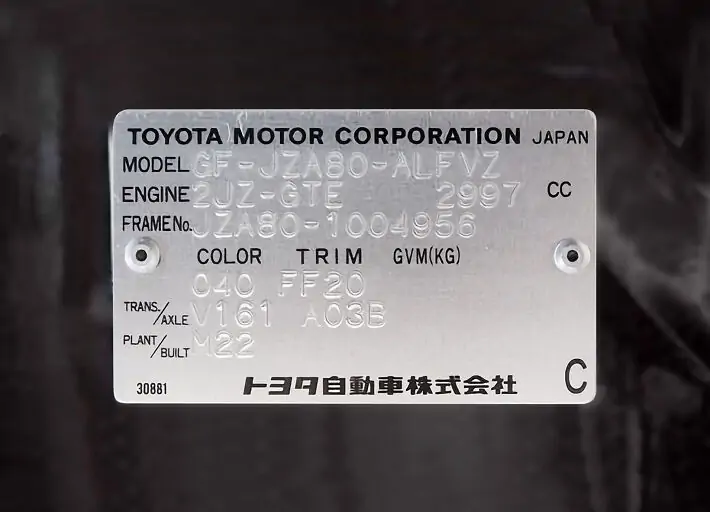 TOYOTA MOTOR CORPORATION JAPAN
MODEL GF-JZA80-ALFVZ
ENGINE 2JZ-GTE 2997 CC
FRAME No. JZA80-1004956
COLOR TRIM GVM(KG)
040 FF20
TRANS./AXLE V161 A03B
PLANT/BUILT M22
30881 トヨタ自動車株式会社 C